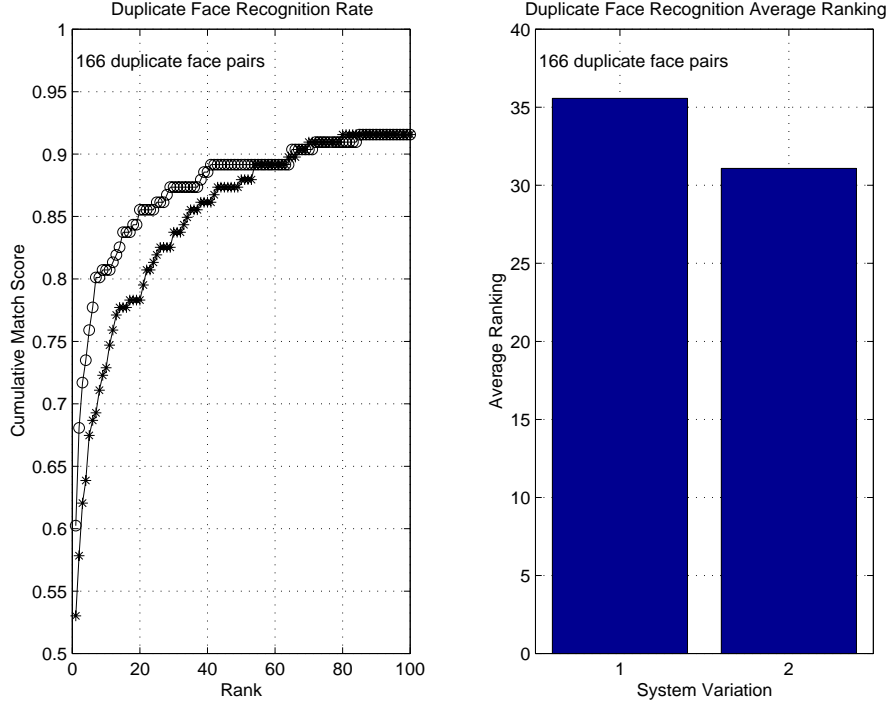 Duplicate Face Recognition Rate
166 duplicate face pairs
Cumulative Match Score
1
0.95
0.9
0.85
0.8
0.75
0.7
0.65
0.6
0.55
0.5
0 20 40 60 80 100
Rank
Duplicate Face Recognition Average Ranking
166 duplicate face pairs
Average Ranking
40
35
30
25
20
15
10
5
0
1 2
System Variation